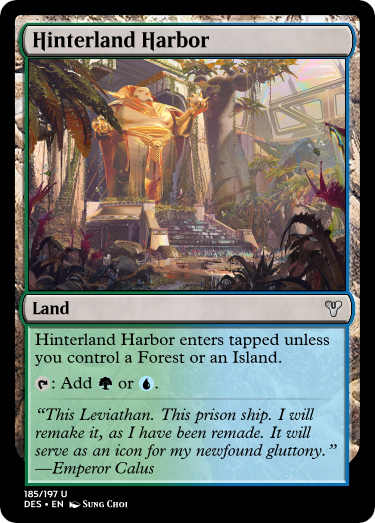 Hinterland Harbor
Land
Hinterland Harbor enters tapped unless
you control a Forest or an Island.
: Add or .
“This Leviathan. This prison ship. I will
remake it, as I have been remade. It will
serve as an icon for my newfound gluttony.”
—Emperor Calus
185/197 U
DES • EN Sung Choi